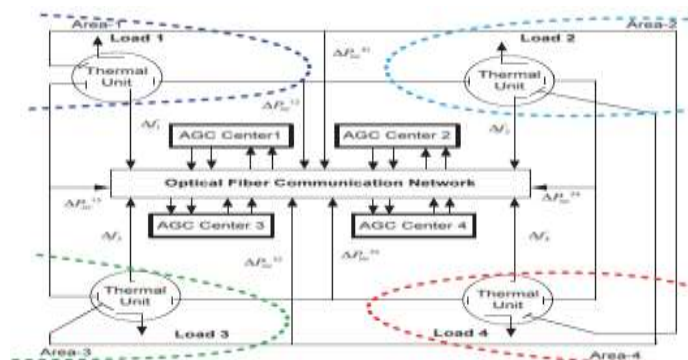 Area-1
Area-2
Load 1
Load 2
Thermal
Unit
Thermal
Unit
AGC Center1
AGC Center 2
Optical Fiber Communication Network
AGC Center 3
AGC Center 4
Thermal
Unit
Thermal
Unit
Load 3
Load 4
Area-3
Area-4